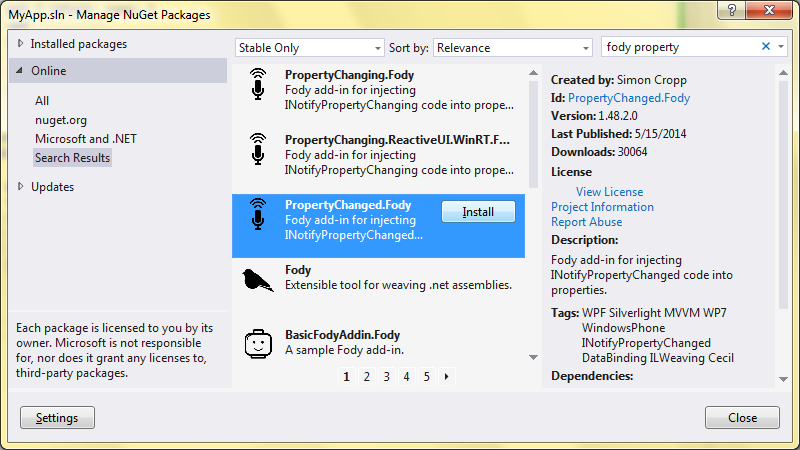 MyApp.sln - Manage NuGet Packages
Installed packages
Online
All
nuget.org
Microsoft and .NET
Search Results
Updates
Each package is licensed to you by its
owner. Microsoft is not responsible
for, nor does it grant any licenses to,
third-party packages.
Stable Only
Sort by: Relevance
fody property
PropertyChanging.Fody
Fody add-in for injecting
INotifyPropertyChanging code into prope...
PropertyChanging.ReactiveUI.WinRT.F...
Fody add-in for injecting
INotifyPropertyChanging code into prope...
PropertyChanged.Fody
Fody add-in for injecting
INotifyPropertyChanged...
Install
Fody
Extensible tool for weaving .net assemblies.
BasicFodyAddin.Fody
A sample Fody add-in.
1 2 3 4 5
Created by: Simon Cropp
Id: PropertyChanged.Fody
Version: 1.48.2.0
Last Published: 5/15/2014
Downloads: 30064
License
View License
Project Information
Report Abuse
Description:
Fody add-in for injecting
INotifyPropertyChanged code into
properties.
Tags: WPF Silverlight MVVM WP7
WindowsPhone
INotifyPropertyChanged
DataBinding ILWeaving Cecil
Dependencies:
Settings
Close